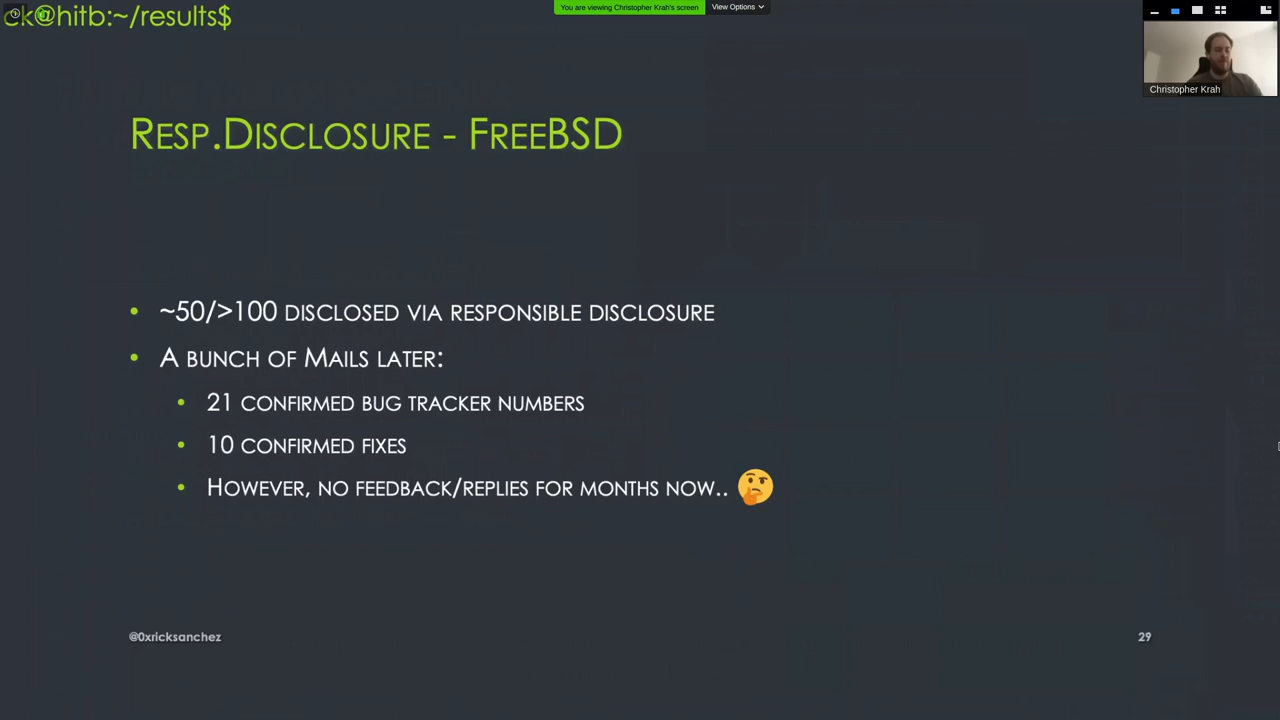 ck@hitb:~/results$
You are viewing Christopher Krah's screen
View Options
Christopher Krah
Resp.Disclosure - FreeBSD
~50/>100 disclosed via responsible disclosure
A bunch of Mails later:
21 confirmed bug tracker numbers
10 confirmed fixes
However, no feedback/replies for months now..
@0xricksanchez
29